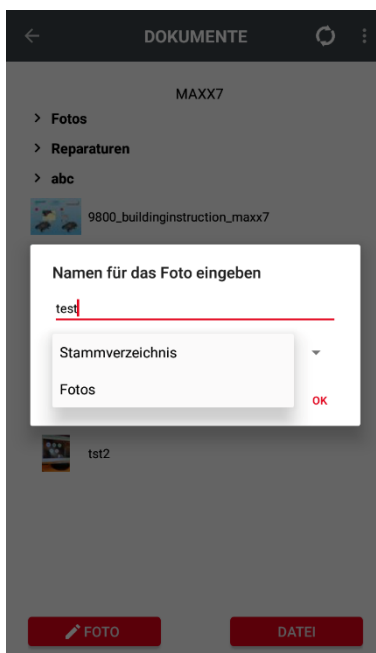 DOKUMENTE
MAXX7
Fotos
Reparaturen
abc
9800_buildinginstruction_maxx7
Namen für das Foto eingeben
test
Stammverzeichnis
Fotos
OK
tst2
FOTO
DATEI